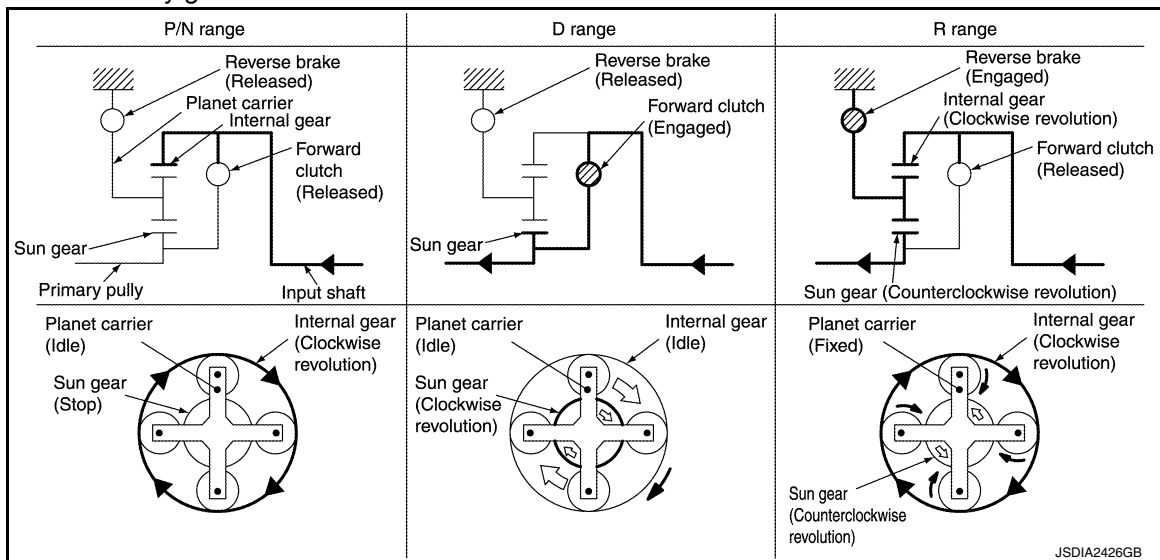 P/N range
Reverse brake
(Released)
Planet carrier
Internal gear
Forward
clutch
(Released)
Sun gear
Primary pully
Input shaft
D range
Reverse brake
(Released)
Forward clutch
(Engaged)
Sun gear
R range
Reverse brake
(Engaged)
Internal gear
(Clockwise revolution)
Forward clutch
(Released)
Sun gear (Counterclockwise revolution)
Planet carrier
(Idle)
Internal gear
(Clockwise
revolution)
Sun gear
(Stop)
Planet carrier
(Idle)
Internal gear
(Idle)
Sun gear
(Clockwise
revolution)
Planet carrier
(Fixed)
Internal gear
(Clockwise
revolution)
Sun gear
(Counterclockwise
revolution)
JSDIA2426GB